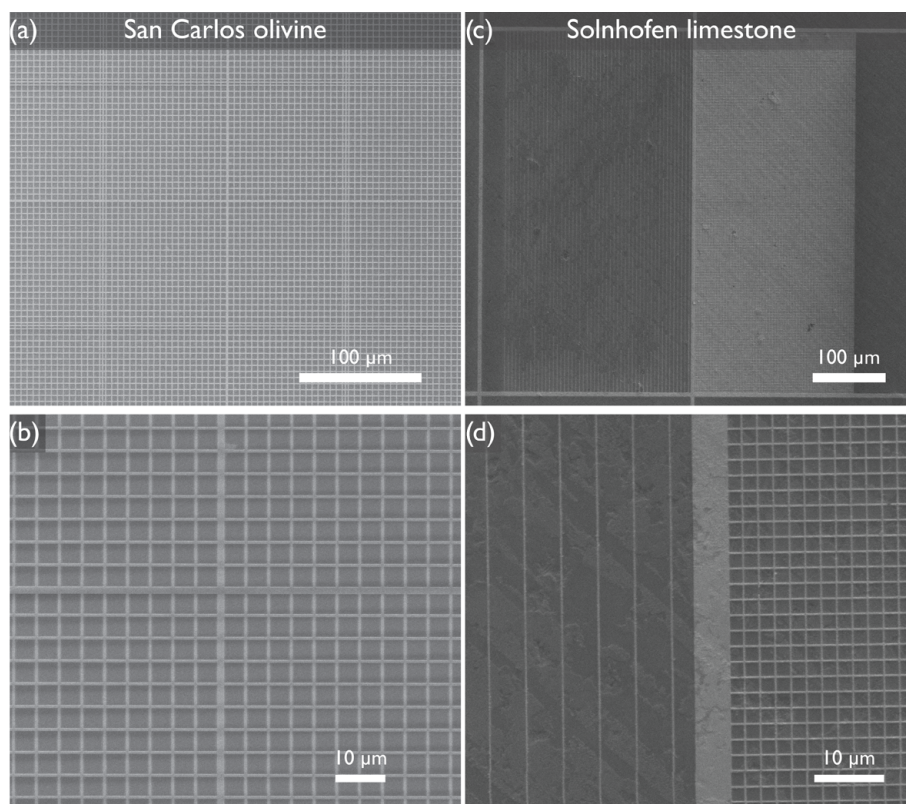 (a) San Carlos olivine
100 µm
(c) Solnhofen limestone
100 µm
(b)
10 µm
(d)
10 µm